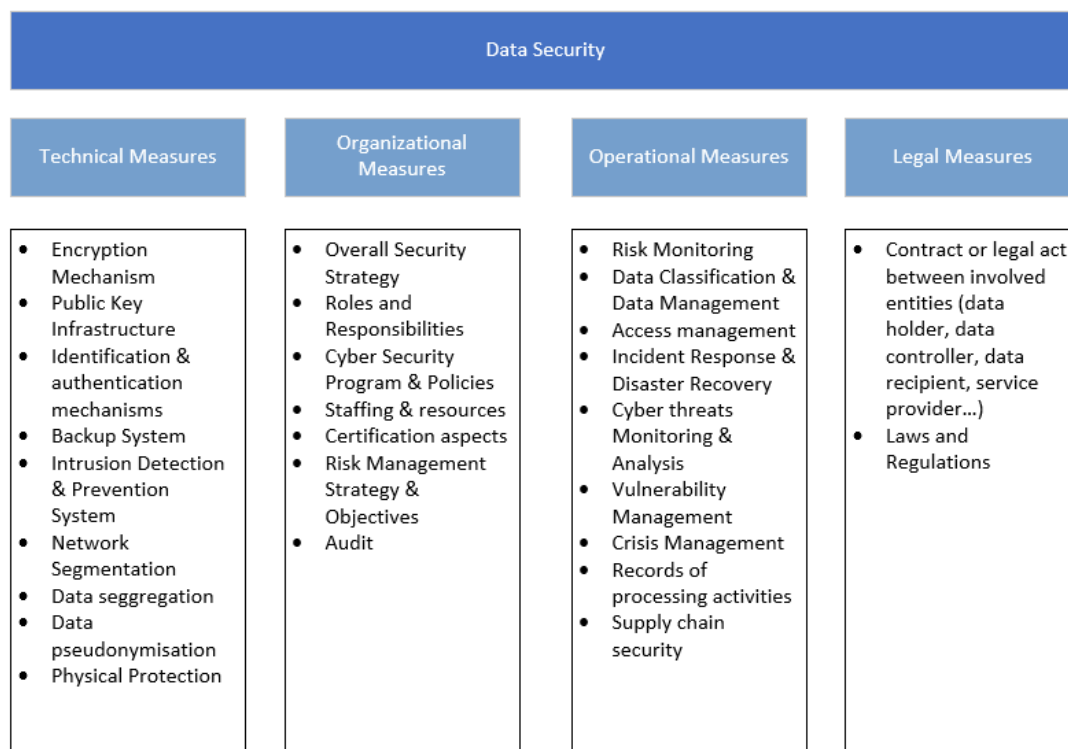 Data Security
Technical Measures
Organizational
Measures
Operational Measures
Legal Measures
• Encryption
Mechanism
• Public Key
Infrastructure
• Identification &
authentication
mechanisms
• Backup System
• Intrusion Detection
& Prevention
System
• Network
Segmentation
• Data seggregation
• Data
pseudonymisation
• Physical Protection
• Overall Security
Strategy
• Roles and
Responsibilities
• Cyber Security
Program & Policies
• Staffing & resources
• Certification aspects
• Risk Management
Strategy &
Objectives
• Audit
• Risk Monitoring
• Data Classification &
Data Management
• Access management
• Incident Response &
Disaster Recovery
• Cyber threats
Monitoring &
Analysis
• Vulnerability
Management
• Crisis Management
• Records of
processing activities
• Supply chain
security
• Contract or legal act
between involved
entities (data
holder, data
controller, data
recipient, service
provider…)
• Laws and
Regulations